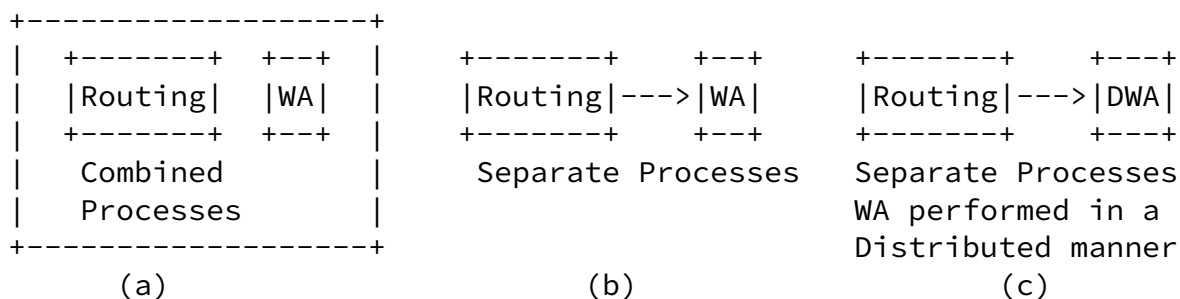 +-------------------+
|  +-------+  +--+  |    +-------+    +--+     +-------+    +---+
|  |Routing|  |WA|  |    |Routing|--->|WA|     |Routing|--->|DWA|
|  +-------+  +--+  |    +-------+    +--+     +-------+    +---+
|   Combined        |     Separate Processes   Separate Processes
|   Processes       |                          WA performed in a
+-------------------+                          Distributed manner
      (a)                       (b)                    (c)